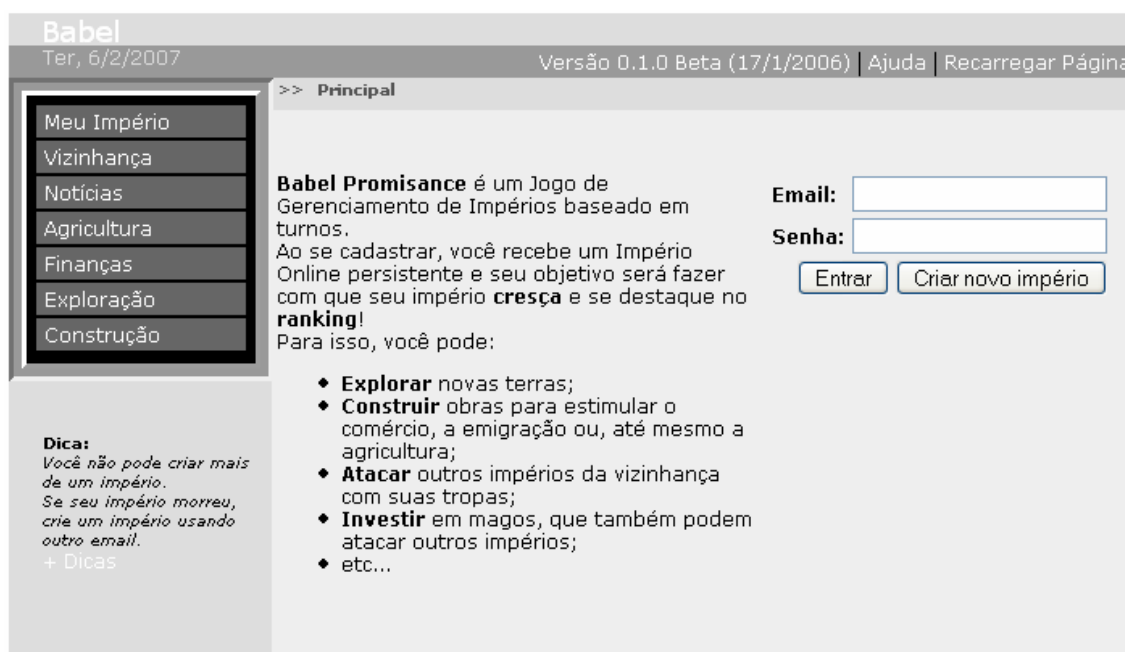 Babel
Ter, 6/2/2007
Versão 0.1.0 Beta (17/1/2006) | Ajuda | Recarregar Página
>> Principal
Meu Império
Vizinhança
Notícias
Agricultura
Finanças
Exploração
Construção
Dica:
Você não pode criar mais
de um império.
Se seu império morreu,
crie um império usando
outro email.
+ Dicas
Babel Promisance é um Jogo de
Gerenciamento de Impérios baseado em
turnos.
Ao se cadastrar, você recebe um Império
Online persistente e seu objetivo será fazer
com que seu império cresça e se destaque no
ranking!
Para isso, você pode:
• Explorar novas terras;
• Construir obras para estimular o
comércio, a emigração ou, até mesmo a
agricultura;
• Atacar outros impérios da vizinhança
com suas tropas;
• Investir em magos, que também podem
atacar outros impérios;
• etc...
Email:
Senha:
Entrar Criar novo império